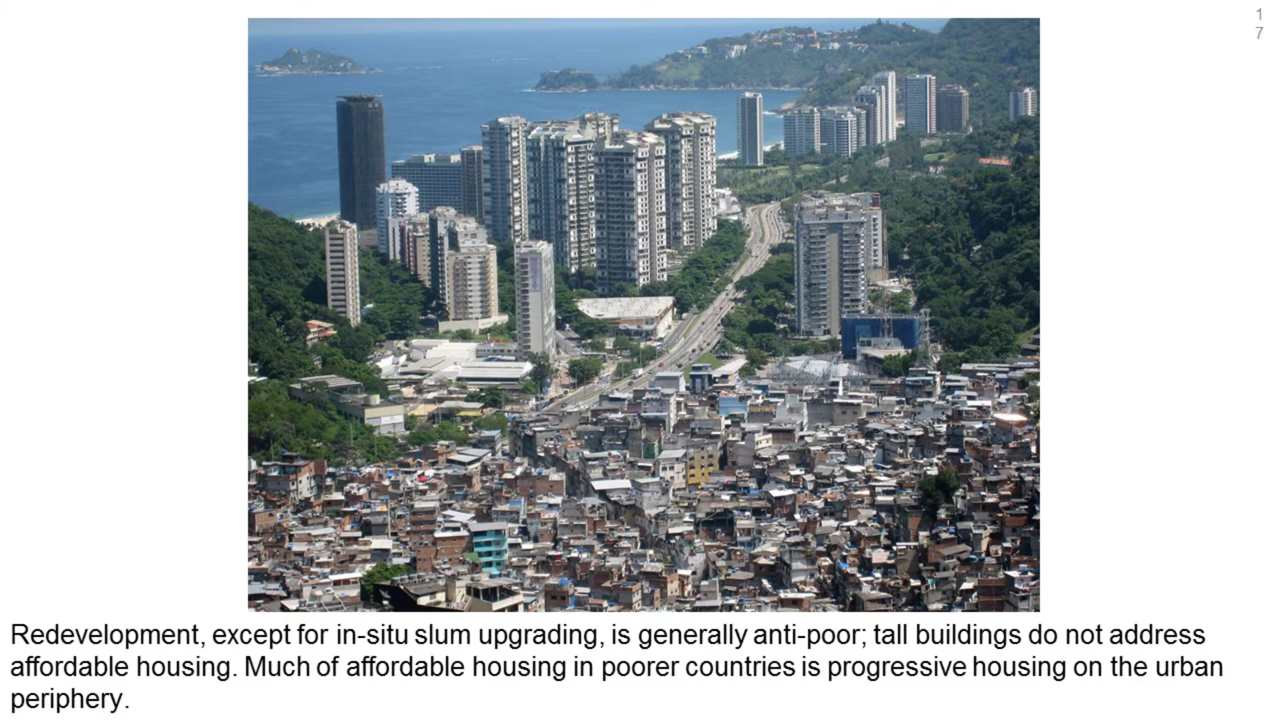 1
7
Redevelopment, except for in-situ slum upgrading, is generally anti-poor; tall buildings do not address
affordable housing. Much of affordable housing in poorer countries is progressive housing on the urban
periphery.